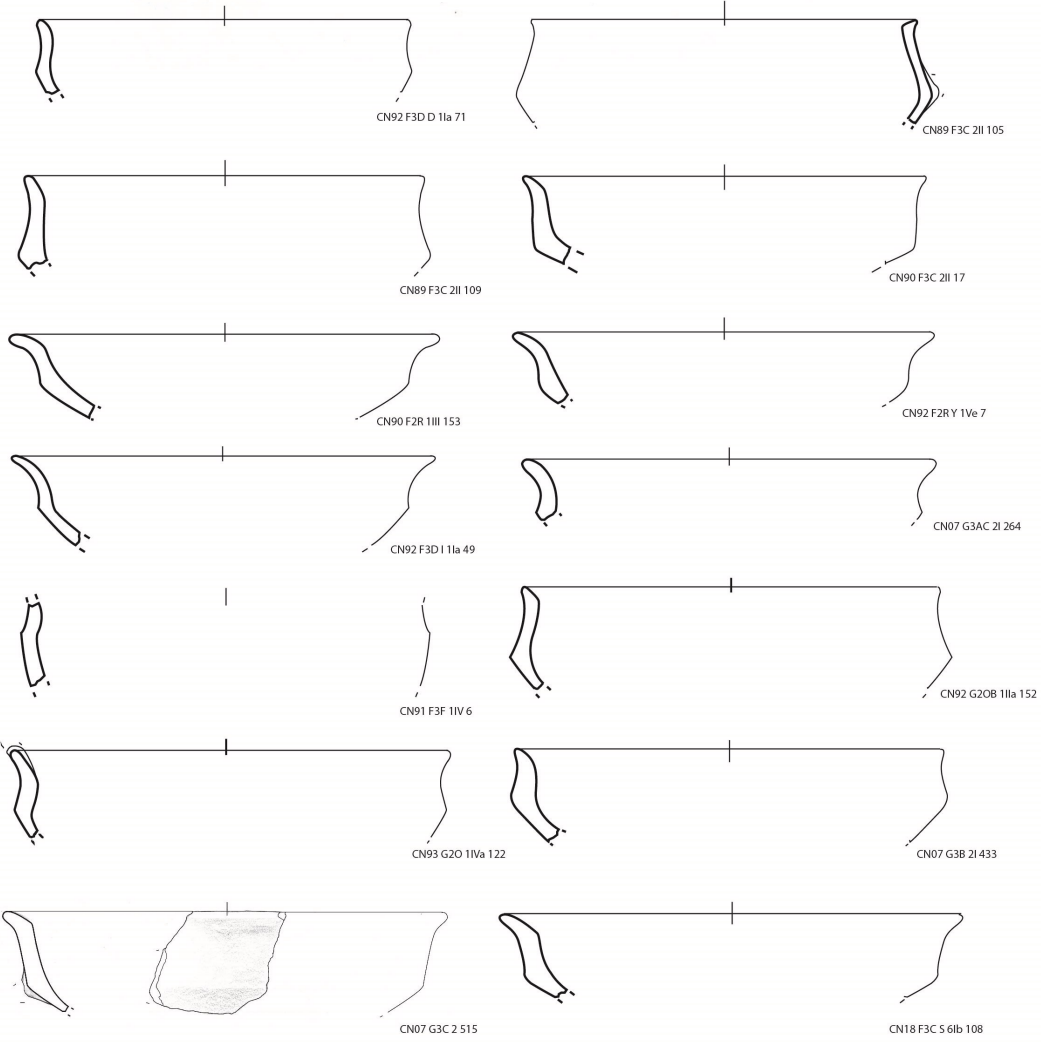 CN92 F3D D 1Ia 71
CN89 F3C 2II 105
CN89 F3C 2II 109
CN90 F3C 2II 17
CN90 F2R 1III 153
CN92 F2R Y 1Ve 7
CN92 F3D I 1Ia 49
CN07 G3AC 2I 264
CN91 F3F 1IV 6
CN92 G2OB 1IIa 152
CN93 G2O 1IVa 122
CN07 G3B 2I 433
CN07 G3C 2 515
CN18 F3C S 6Ib 108